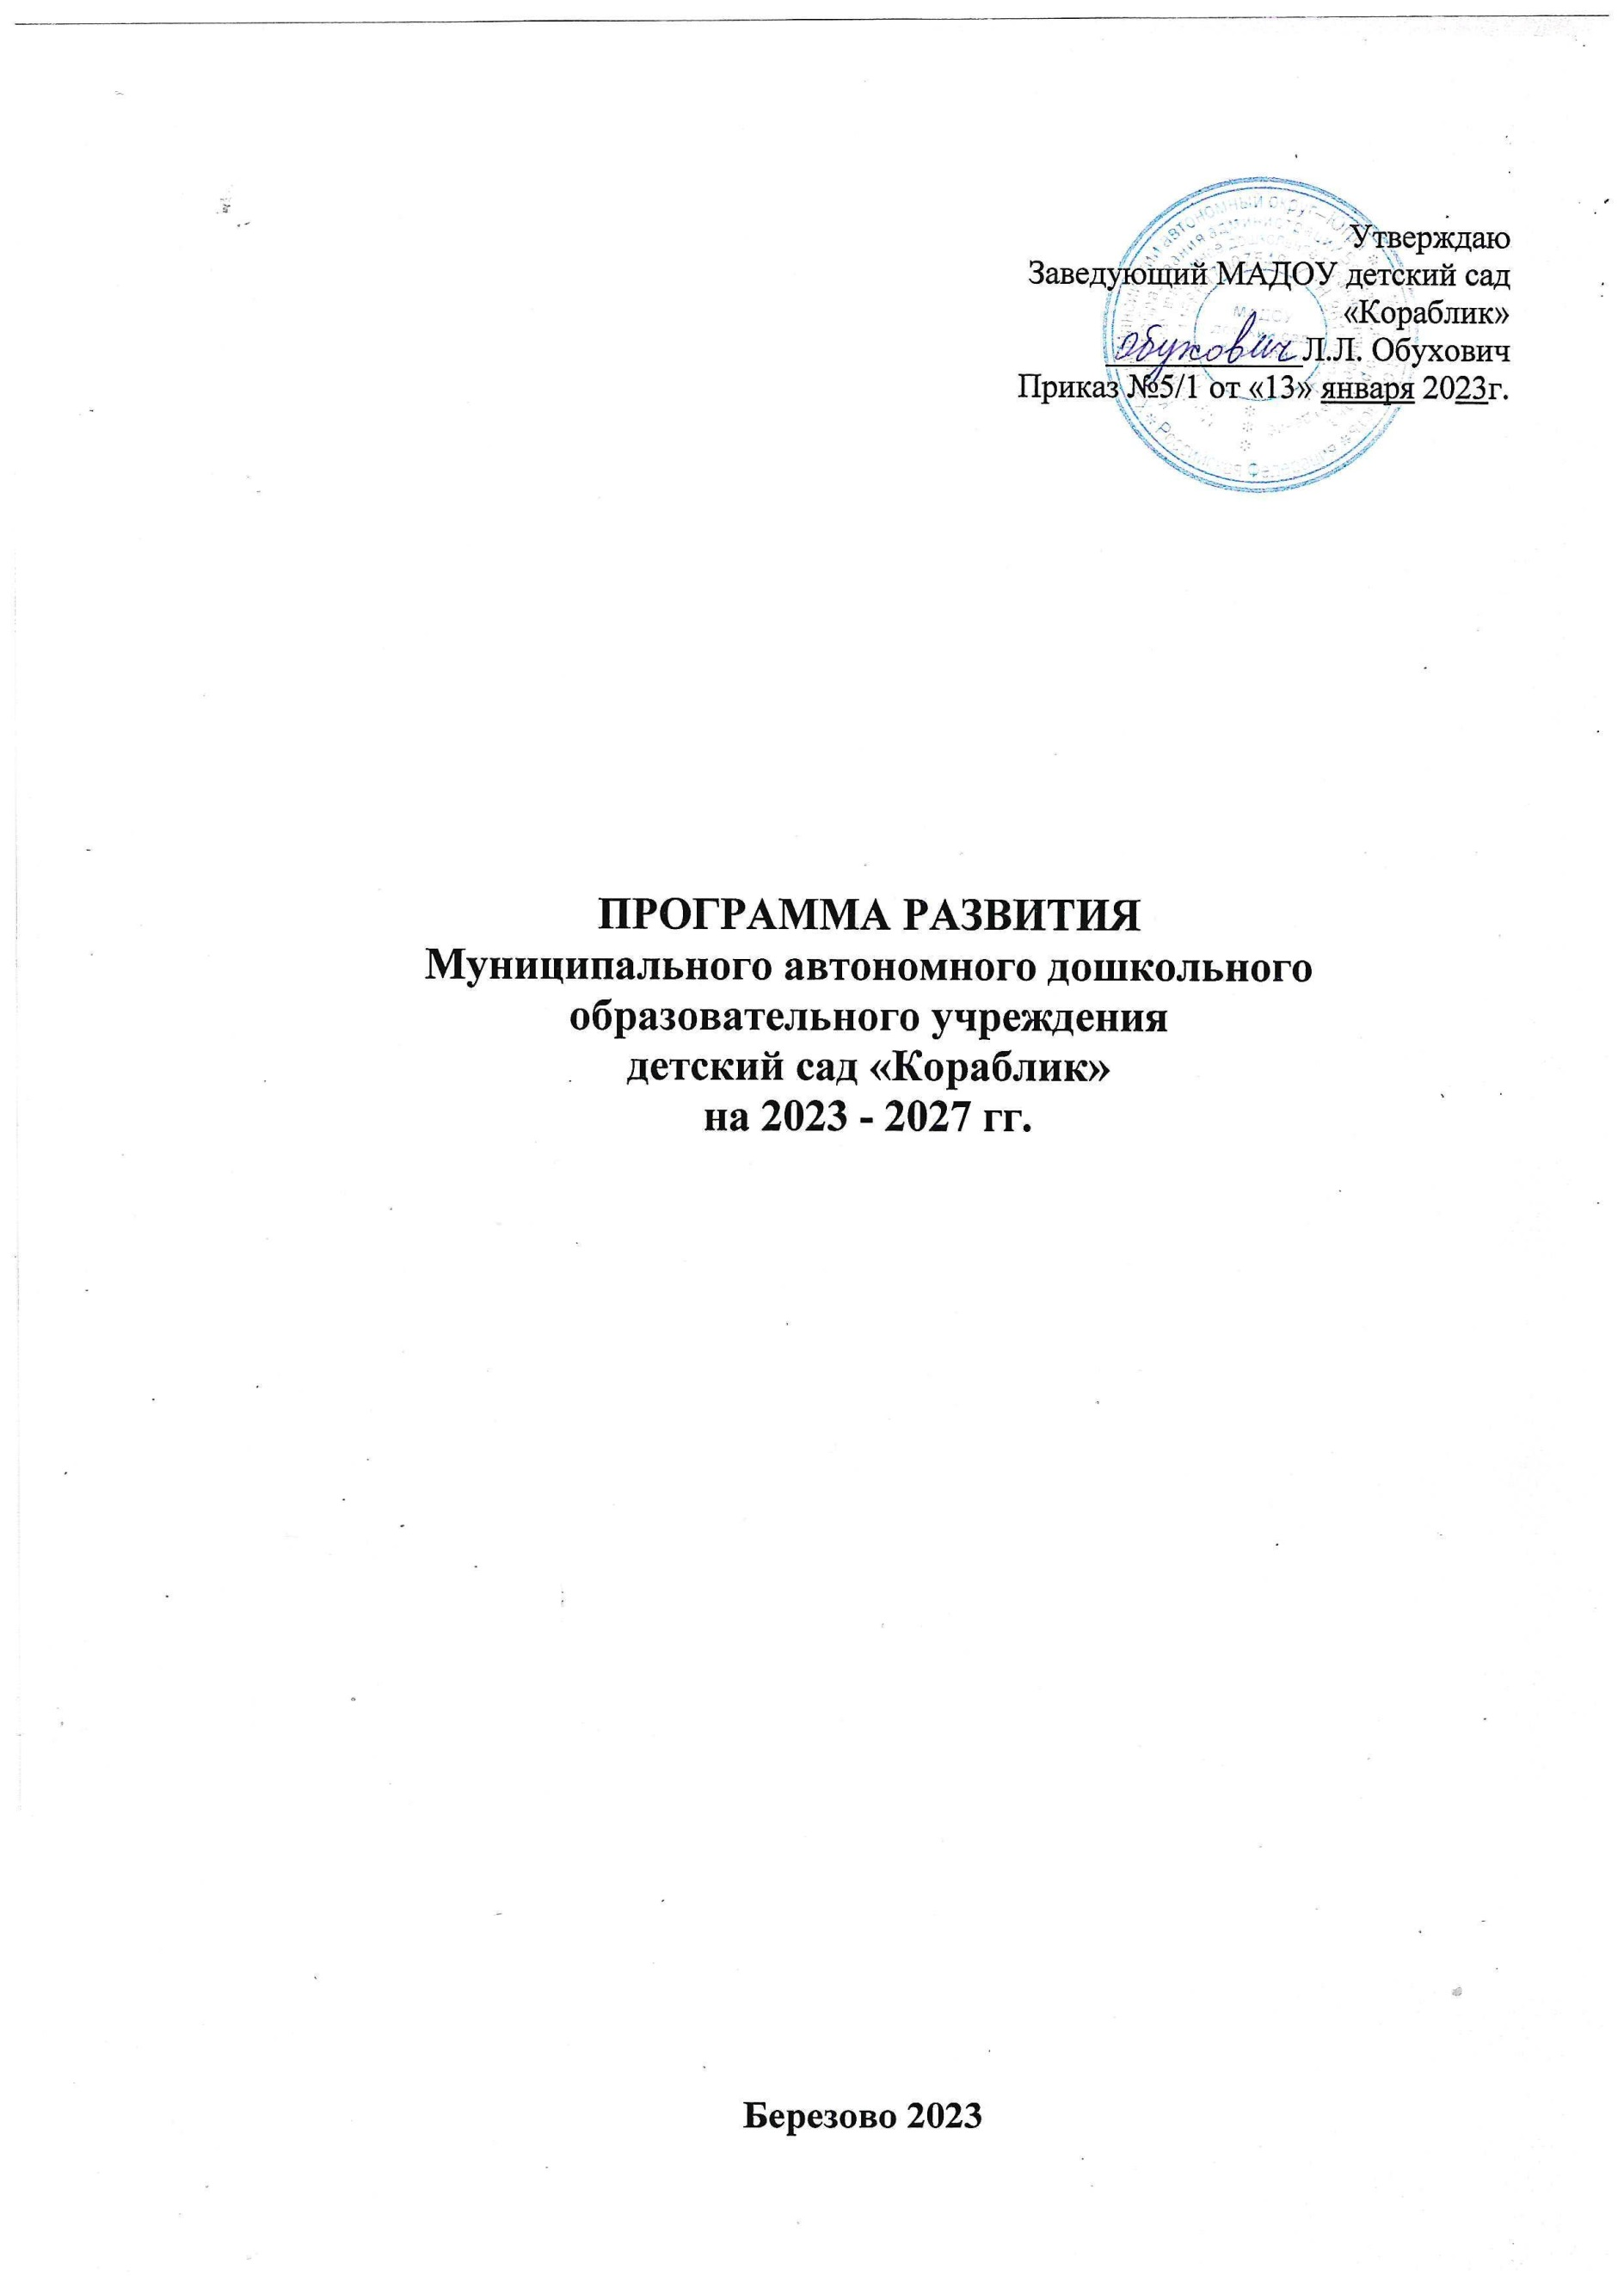 Утверждаю
Заведующий МАДОУ детский сад
«Кораблик»
Обухович Л.Л. Обухович
Приказ №5/1 от «13» января 2023г.
ПРОГРАММА РАЗВИТИЯ
Муниципального автономного дошкольного
образовательного учреждения
детский сад «Кораблик»
на 2023 - 2027 гг.
Березово 2023